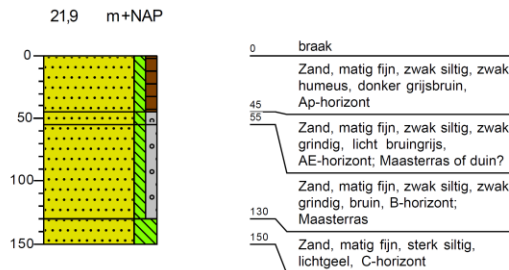 21,9 m+NAP
0
50
100
150
0 braak
Zand, matig fijn, zwak siltig, zwak
humeus, donker grijsbruin,
Ap-horizont
45
55
Zand, matig fijn, zwak siltig, zwak
grindig, licht bruingrijs,
AE-horizont; Maasterras of duin?
Zand, matig fijn, zwak siltig, zwak
grindig, bruin, B-horizont;
Maasterras
130
150
Zand, matig fijn, sterk siltig,
lichtgeel, C-horizont